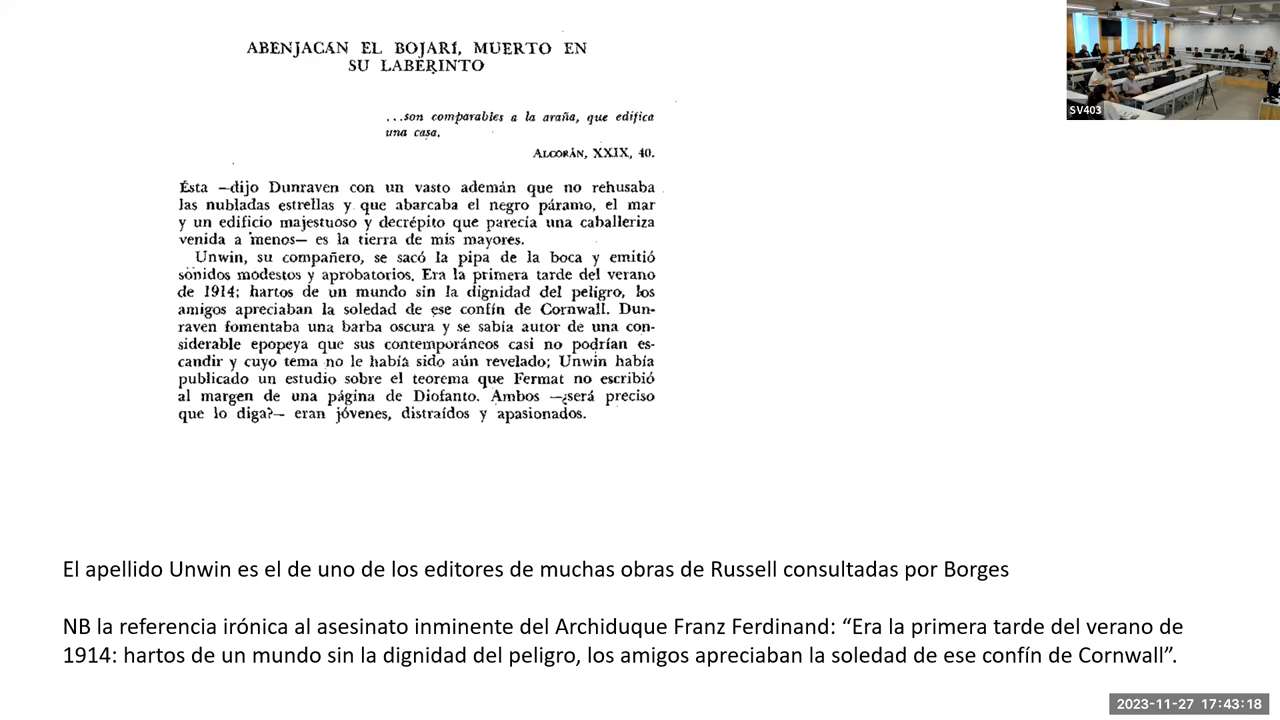 ABENJACÁN EL BOJARÍ, MUERTO EN
SU LABERINTO
...son comparables a la araña, que edifica
una casa.
ALCORÁN, XXIX, 40.
Ésta —dijo Dunraven con un vasto ademán que no rehusaba
las nubladas estrellas y que abarcaba el negro páramo, el mar
y un edificio majestuoso y decrépito que parecía una caballeriza
venida a menos— es la tierra de mis mayores.
Unwin, su compañero, se sacó la pipa de la boca y emitió
sonidos modestos y aprobatorios. Era la primera tarde del verano
de 1914; hartos de un mundo sin la dignidad del peligro, los
amigos apreciaban la soledad de ese confín de Cornwall. Dun-
raven fomentaba una barba oscura y se sabía autor de una con-
siderable epopeya que sus contemporáneos casi no podrían es-
candir y cuyo tema no le había sido aún revelado; Unwin había
publicado un estudio sobre el teorema que Fermat no escribió
al margen de una página de Diofanto. Ambos —¿será preciso
que lo diga?— eran jóvenes, distraídos y apasionados.
El apellido Unwin es el de uno de los editores de muchas obras de Russell consultadas por Borges
NB la referencia irónica al asesinato inminente del Archiduque Franz Ferdinand: “Era la primera tarde del verano de
1914: hartos de un mundo sin la dignidad del peligro, los amigos apreciaban la soledad de ese confín de Cornwall”.
SV403
2023-11-27 17:43:18